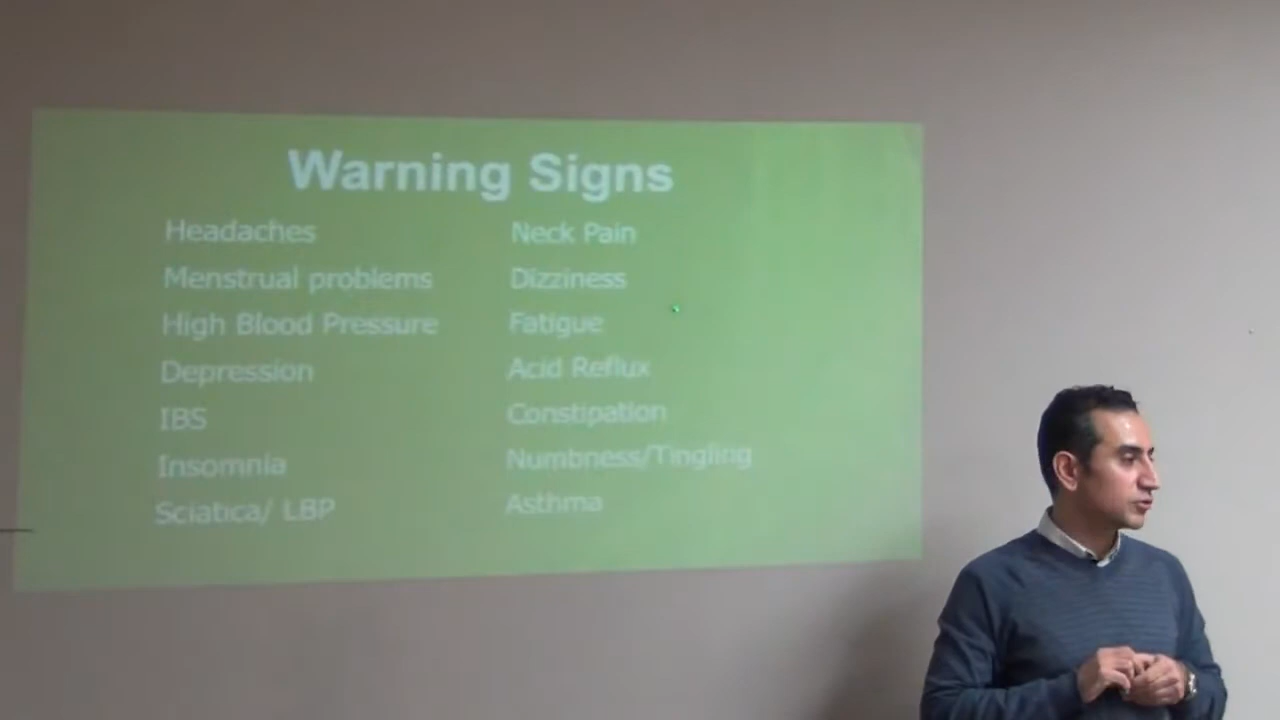 Warning Signs
Headaches
Menstrual problems
High Blood Pressure
Depression
IBS
Insomnia
Sciatica/ LBP
Neck Pain
Dizziness
Fatigue
Acid Reflux
Constipation
Numbness/Tingling
Asthma